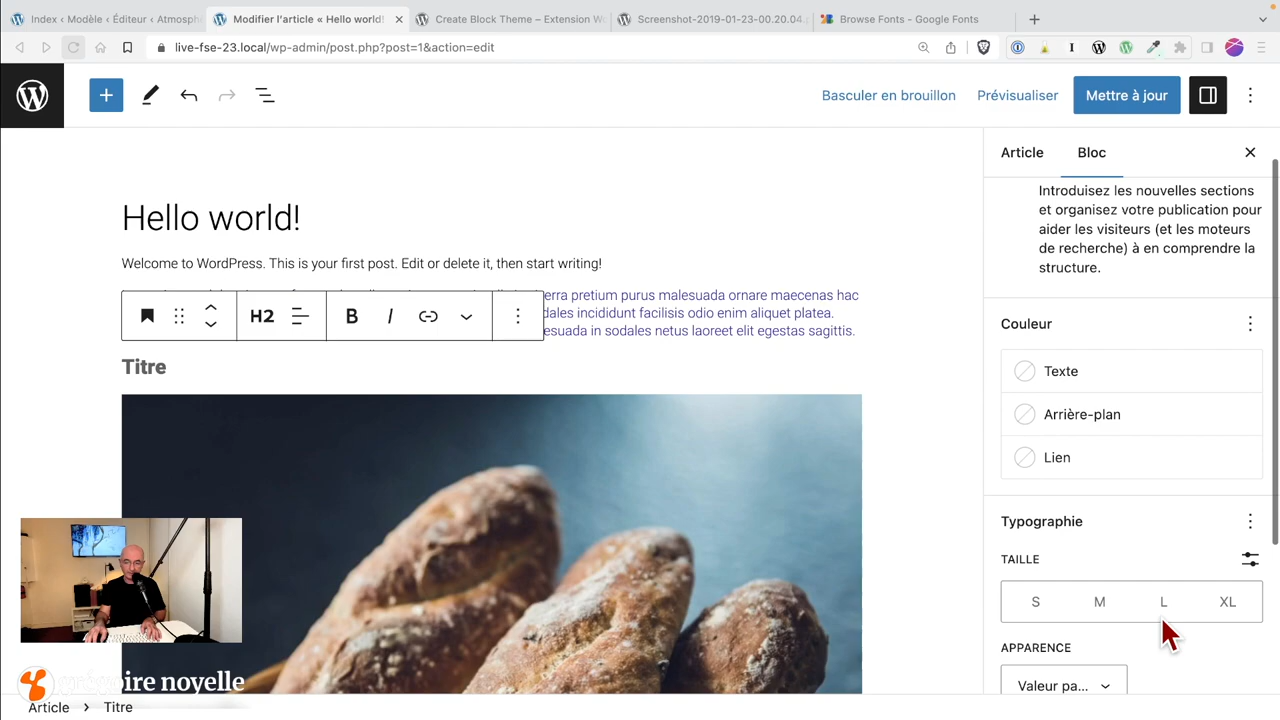 Index ‹ Modèle ‹ Éditeur ‹ Atmosph
Modifier l'article « Hello world!
Create Block Theme – Extension W
Screenshot-2019-01-23-00.20.04
Browse Fonts - Google Fonts
live-fse-23.local/wp-admin/post.php?post=1&action=edit
Basculer en brouillon
Prévisualiser
Mettre à jour
Article
Bloc
Introduisez les nouvelles sections
et organisez votre publication pour
aider les visiteurs (et les moteurs
de recherche) à en comprendre la
structure.
Hello world!
Welcome to WordPress. This is your first post. Edit or delete it, then start writing!
erra pretium purus malesuada ornare maecenas hac
dales incididunt facilisis odio enim aliquet platea.
esuada in sodales netus laoreet elit egestas sagittis.
H2
B I
Titre
Couleur
Texte
Arrière-plan
Lien
Typographie
TAILLE
S M L XL
APPARENCE
Valeur pa...
grégoire noyelle
Article
Titre